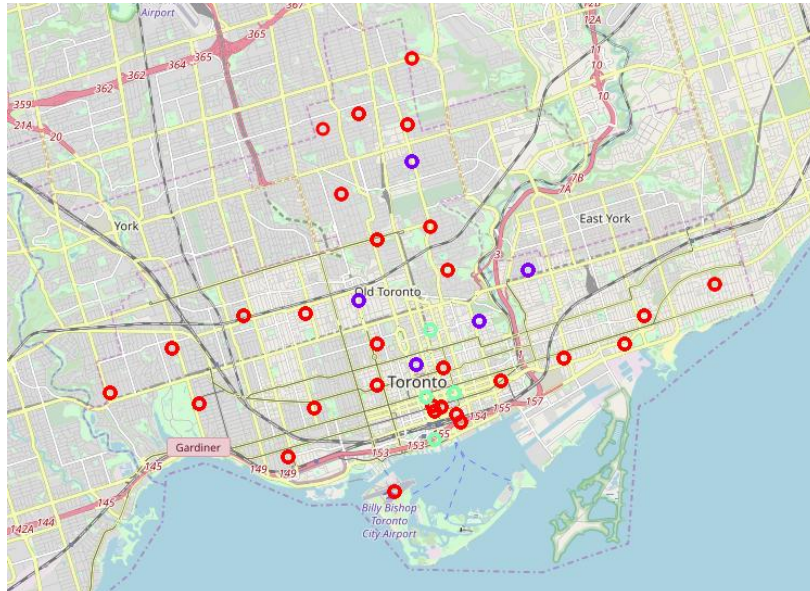 Airport
365
364
365
362
362
359
21A
20
12A
12B
11
10
10
7B
7A
York
East York
3
Old Toronto
Toronto
Gardiner
145
149
149
153
153
155
154
155
157
145
142A
144
Billy Bishop
Toronto
City Airport